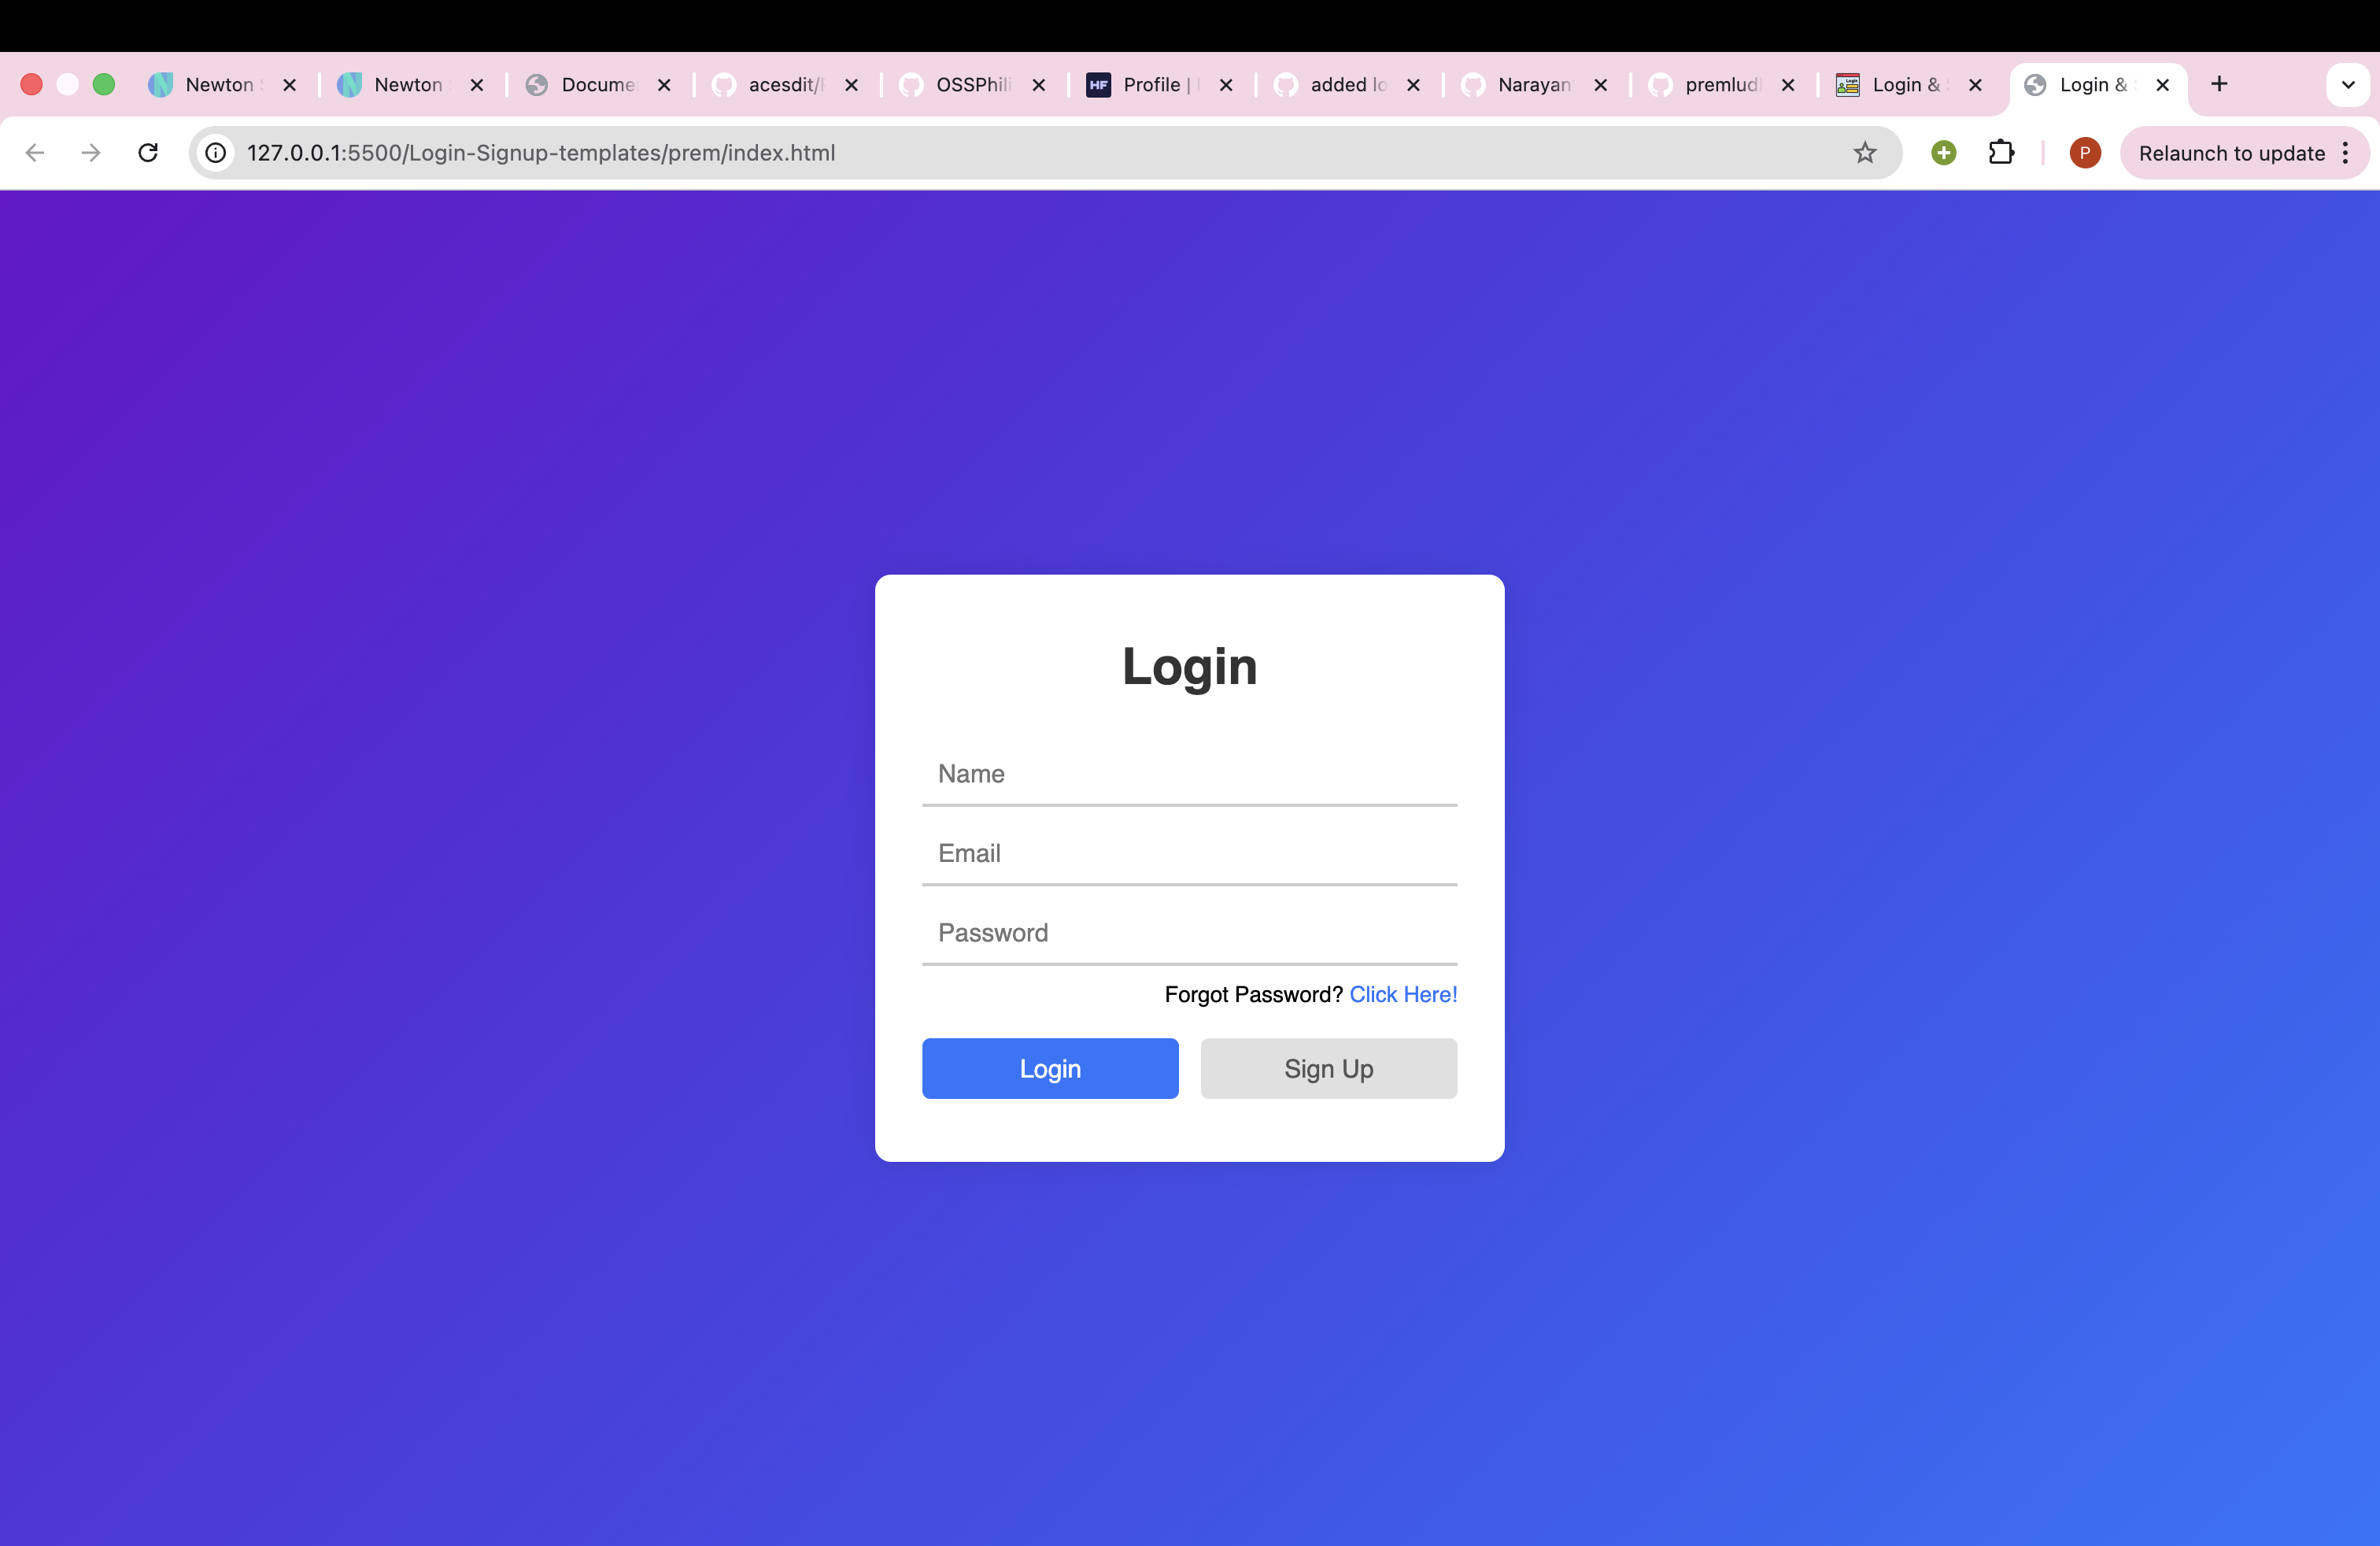 Newton
Newton
Docume
acesdit/
OSSPhili
HF
Profile |
added lo
Narayan
premlud
Login &
Login &
127.0.0.1:5500/Login-Signup-templates/prem/index.html
P
Relaunch to update
Login
Name
Email
Password
Forgot Password? Click Here!
Login
Sign Up